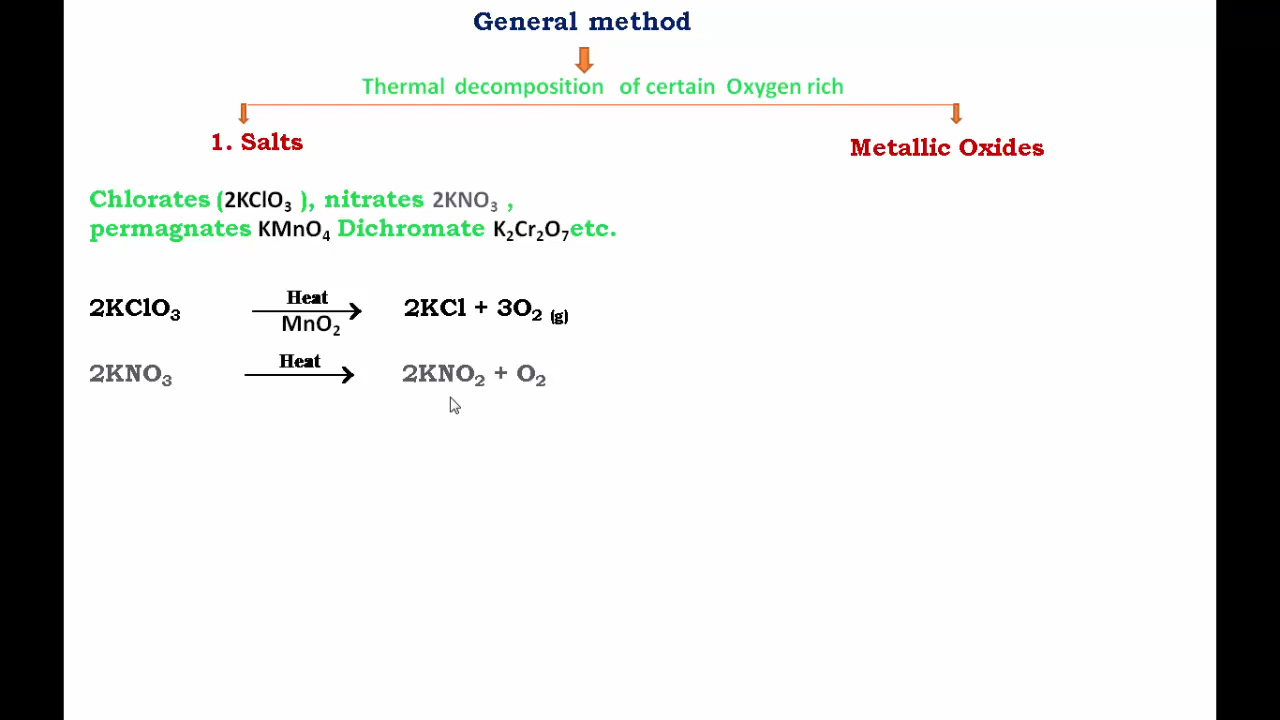 General method
Thermal decomposition of certain Oxygen rich
1. Salts
Metallic Oxides
Chlorates (2KClO₃ ), nitrates 2KNO₃ ,
permagnates KMnO₄ Dichromate K₂Cr₂O₇etc.
2KClO₃ Heat MnO₂ 2KCl + 3O₂ (g)
2KNO₃ Heat 2KNO₂ + O₂